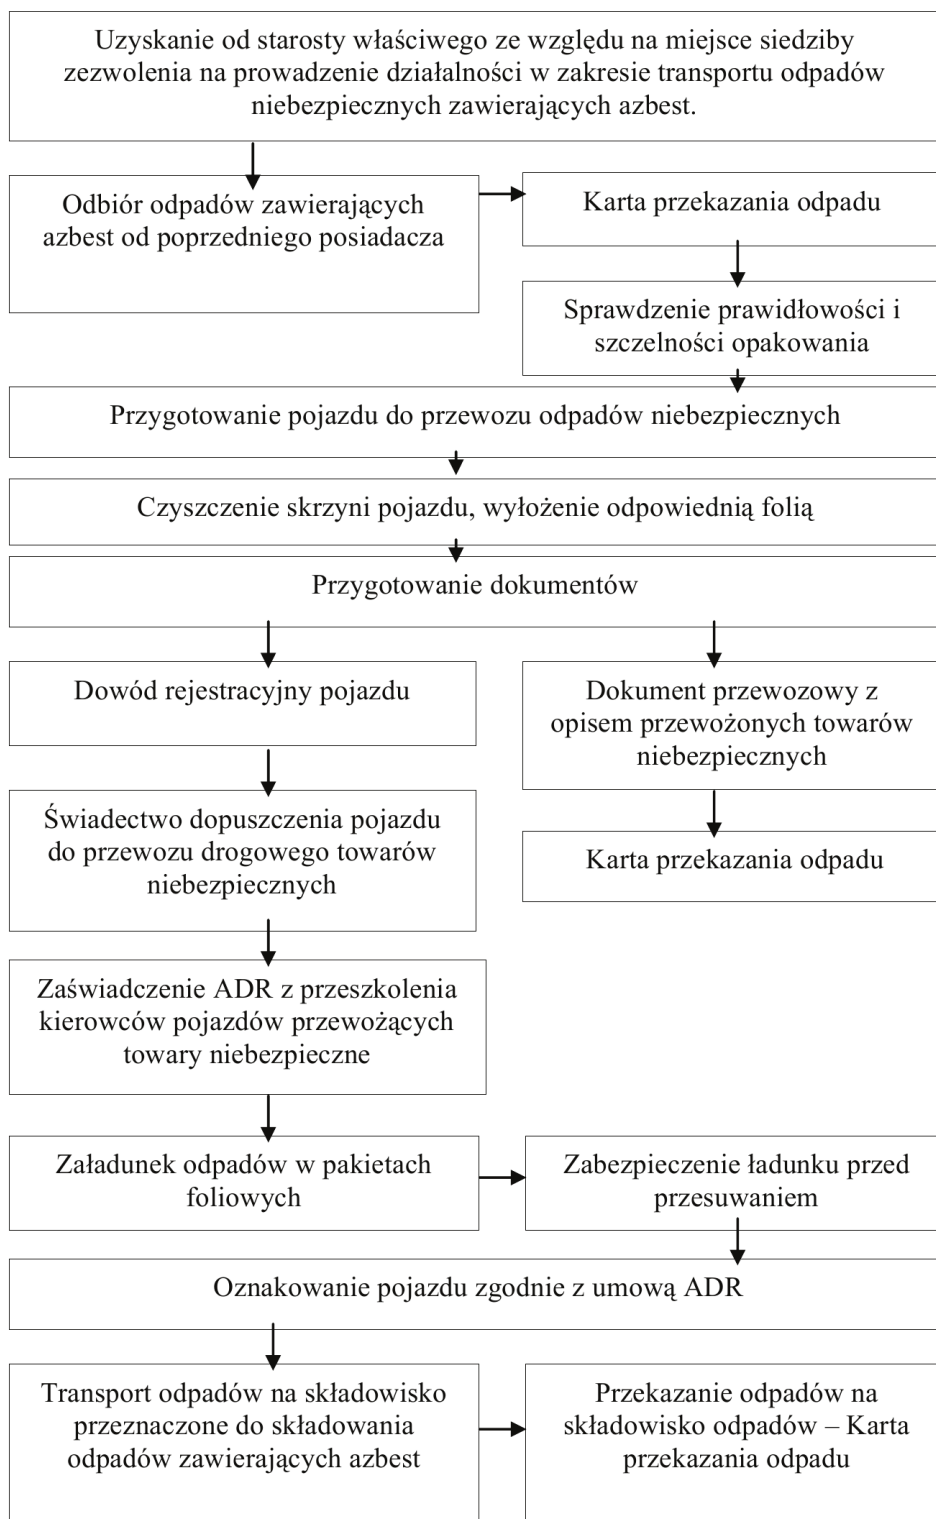 Uzyskanie od starosty właściwego ze względu na miejsce siedziby
zezwolenia na prowadzenie działalności w zakresie transportu odpadów
niebezpiecznych zawierających azbest.
Odbiór odpadów zawierających
azbest od poprzedniego posiadacza
Karta przekazania odpadu
Sprawdzenie prawidłowości i
szczelności opakowania
Przygotowanie pojazdu do przewozu odpadów niebezpiecznych
Czyszczenie skrzyni pojazdu, wyłożenie odpowiednią folią
Przygotowanie dokumentów
Dowód rejestracyjny pojazdu
Świadectwo dopuszczenia pojazdu
do przewozu drogowego towarów
niebezpiecznych
Zaświadczenie ADR z przeszkolenia
kierowców pojazdów przewożących
towary niebezpieczne
Dokument przewozowy z
opisem przewożonych towarów
niebezpiecznych
Karta przekazania odpadu
Załadunek odpadów w pakietach
foliowych
Zabezpieczenie ładunku przed
przesuwaniem
Oznakowanie pojazdu zgodnie z umową ADR
Transport odpadów na składowisko
przeznaczone do składowania
odpadów zawierających azbest
Przekazanie odpadów na
składowisko odpadów – Karta
przekazania odpadu